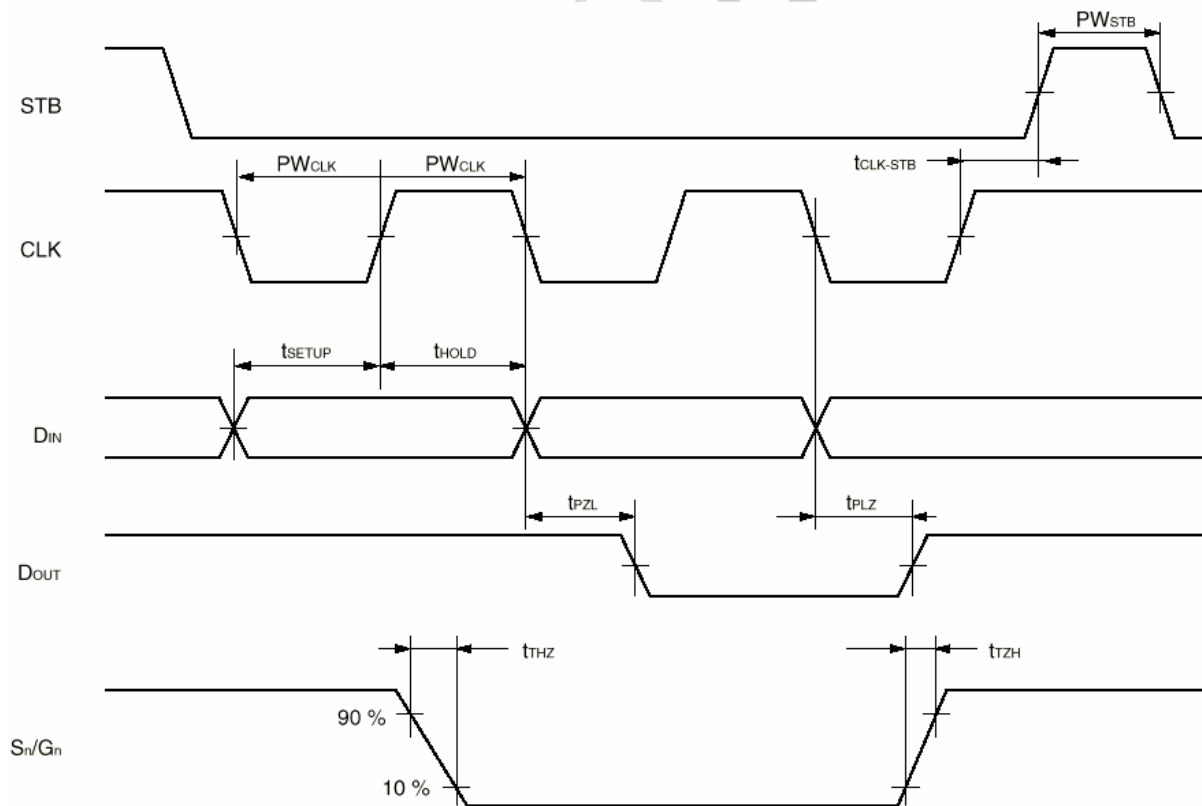 PWSTB
STB
tCLK-STB
PWCLK PWCLK
CLK
tSETUP tHOLD
DIN
tPZL tPLZ
DOUT
tTHZ tTZH
90 %
Sn/Gn
10 %